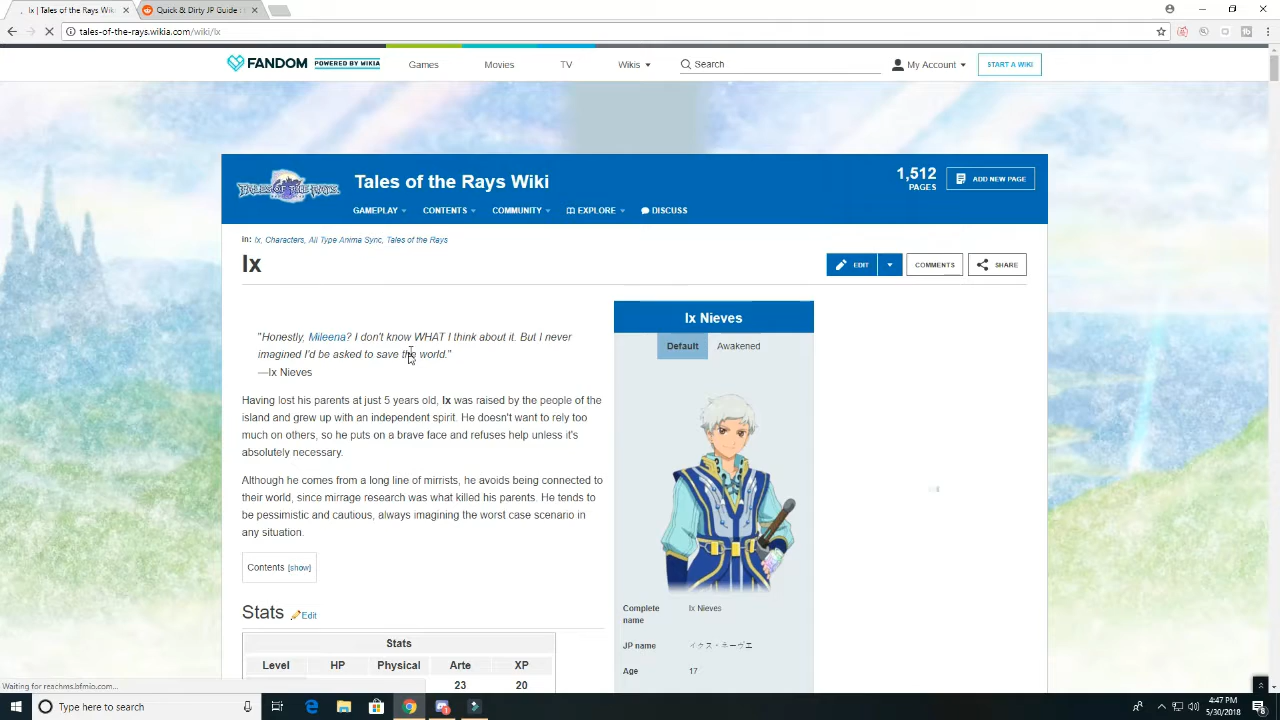 Ix | Tales of the Rays Wiki
Quick & Dirty JP Guide
tales-of-the-rays.wikia.com/wiki/Ix
FANDOM POWERED BY WIKIA
Games Movies TV Wikis Search My Account START A WIKI
TALES OF THE RAYS
Tales of the Rays Wiki
1,512
PAGES
ADD NEW PAGE
GAMEPLAY CONTENTS COMMUNITY EXPLORE DISCUSS
in: Ix, Characters, All Type Anima Sync, Tales of the Rays
Ix
EDIT COMMENTS SHARE
"Honestly, Mileena? I don't know WHAT I think about it. But I never
imagined I'd be asked to save the world."
—Ix Nieves
Having lost his parents at just 5 years old, Ix was raised by the people of the
island and grew up with an independent spirit. He doesn't want to rely too
much on others, so he puts on a brave face and refuses help unless it's
absolutely necessary.
Although he comes from a long line of mirrists, he avoids being connected to
their world, since mirrage research was what killed his parents. He tends to
be pessimistic and cautious, always imagining the worst case scenario in
any situation.
Contents [show]
Stats Edit
Stats
Level HP Physical Arte XP
23 20
Ix Nieves
Default Awakened
Complete name Ix Nieves
JP name イクス・ネーヴェ
Age 17
Waiting for reachms.bfmio.com...
Type here to search
4:47 PM
5/30/2018